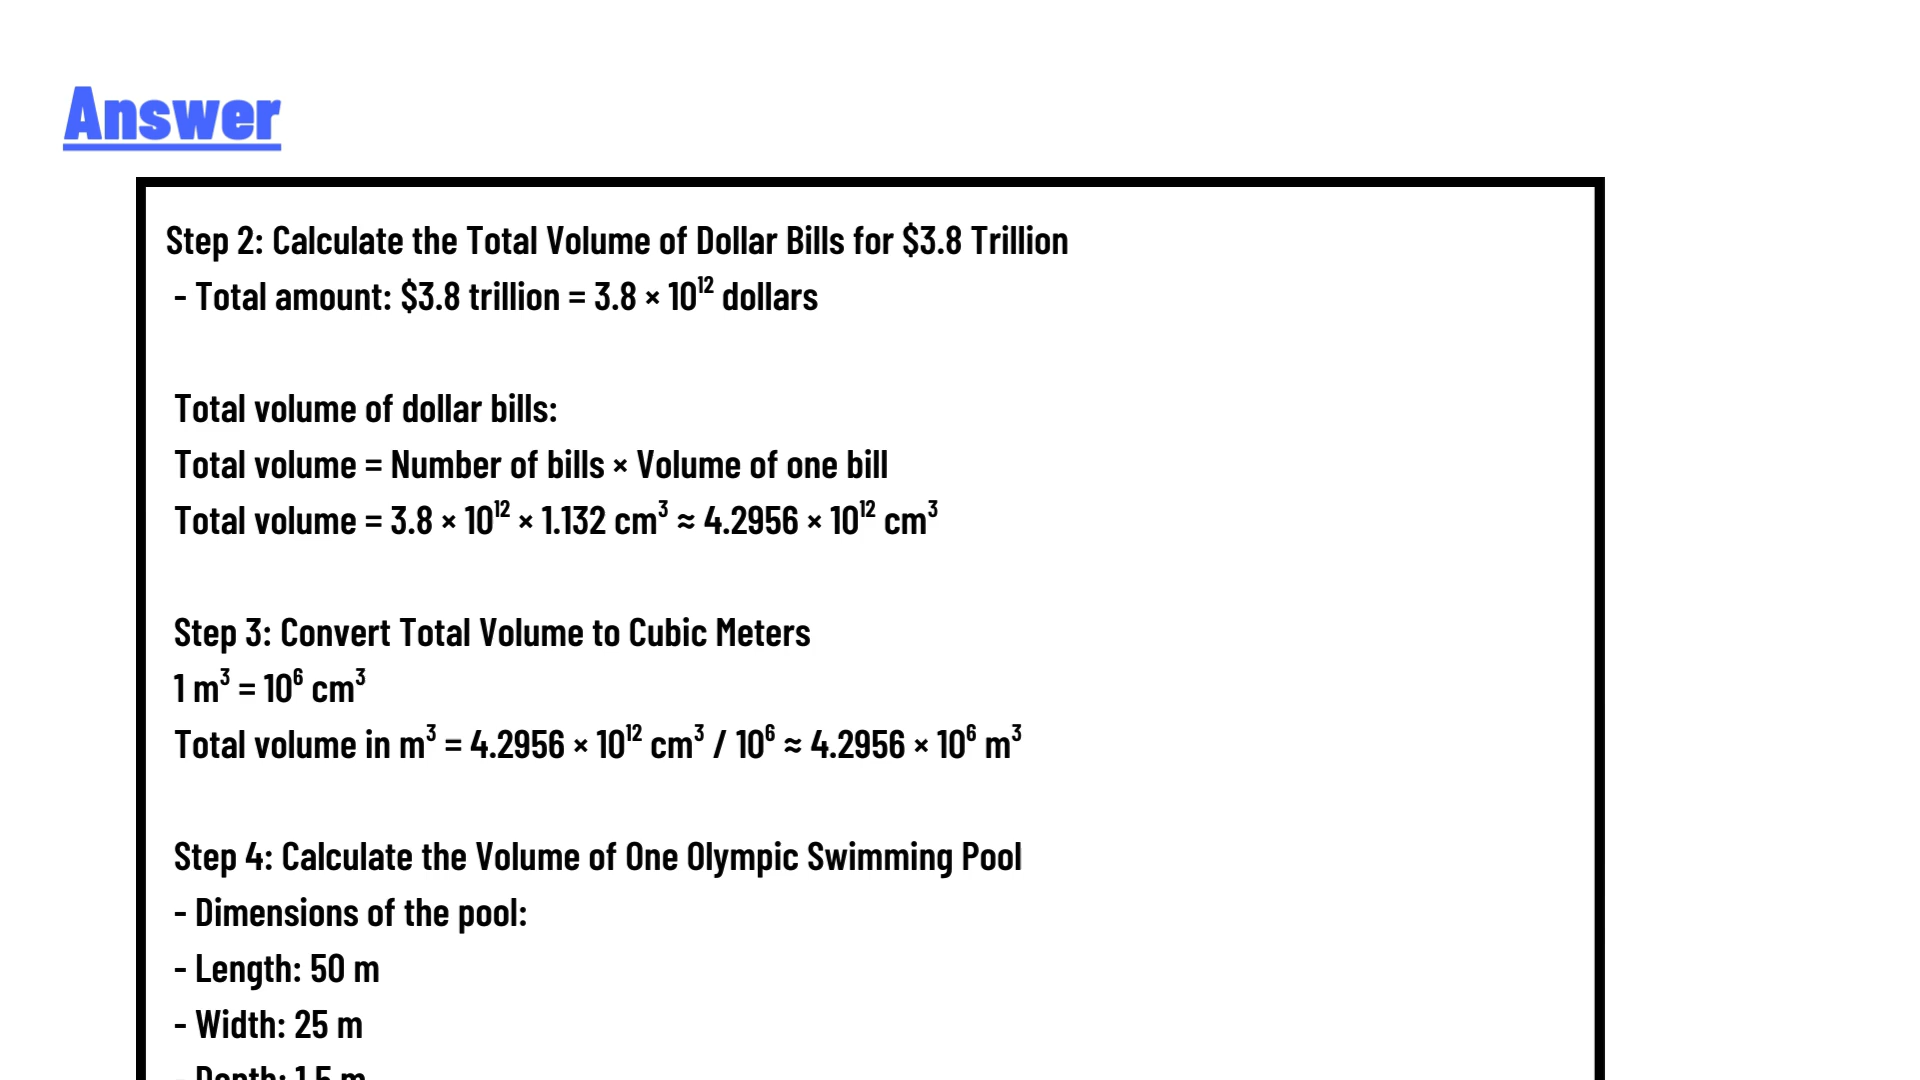 Answer
Step 2: Calculate the Total Volume of Dollar Bills for $3.8 Trillion
- Total amount: $3.8 trillion = 3.8 × 10¹² dollars
Total volume of dollar bills:
Total volume = Number of bills × Volume of one bill
Total volume = 3.8 × 10¹² × 1.132 cm³ ≈ 4.2956 × 10¹² cm³
Step 3: Convert Total Volume to Cubic Meters
1 m³ = 10⁶ cm³
Total volume in m³ = 4.2956 × 10¹² cm³ / 10⁶ ≈ 4.2956 × 10⁶ m³
Step 4: Calculate the Volume of One Olympic Swimming Pool
- Dimensions of the pool:
- Length: 50 m
- Width: 25 m
- Depth: 1.5 m